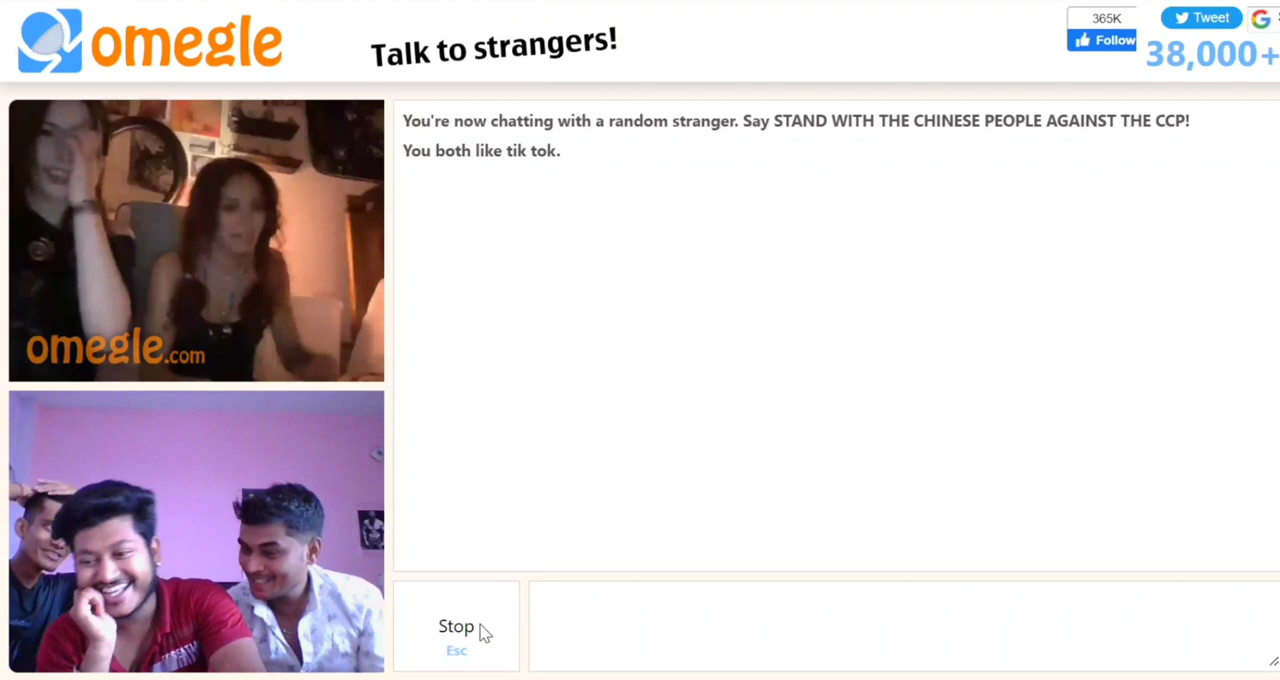 omegle
Talk to strangers!
365K
Follow
Tweet
38,000+
You're now chatting with a random stranger. Say STAND WITH THE CHINESE PEOPLE AGAINST THE CCP!
You both like tik tok.
omegle.com
Stop
Esc